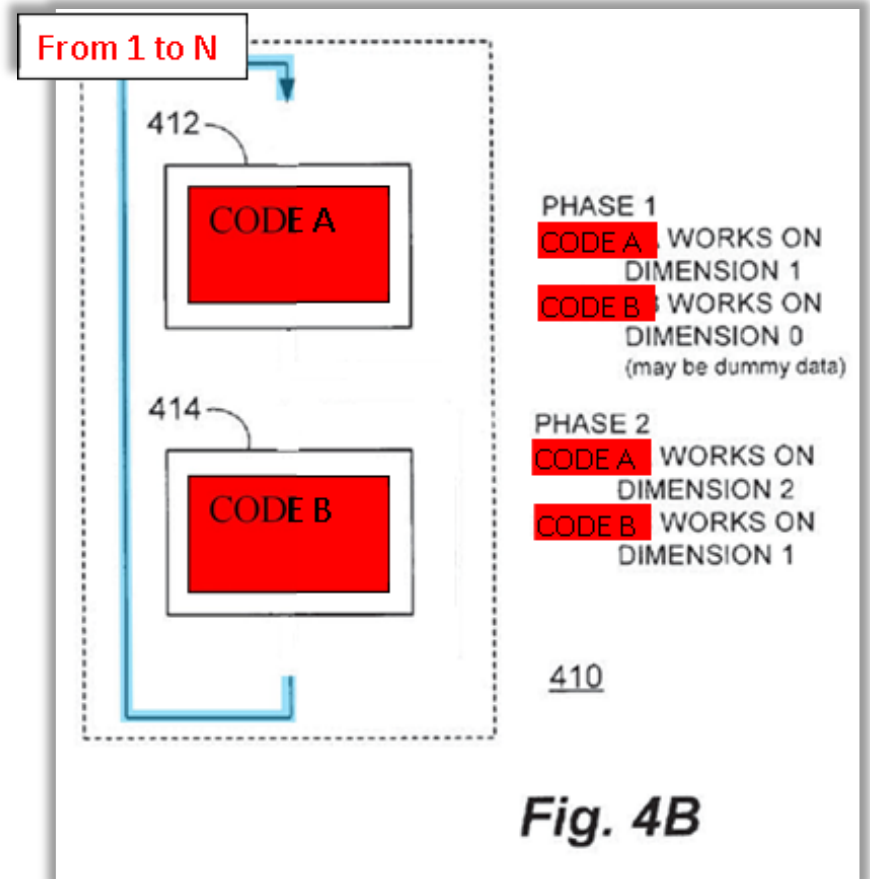 From 1 to N
412
CODE A
414
CODE B
PHASE 1
CODE A WORKS ON
DIMENSION 1
CODE B WORKS ON
DIMENSION 0
(may be dummy data)
PHASE 2
CODE A WORKS ON
DIMENSION 2
CODE B WORKS ON
DIMENSION 1
410
Fig. 4B